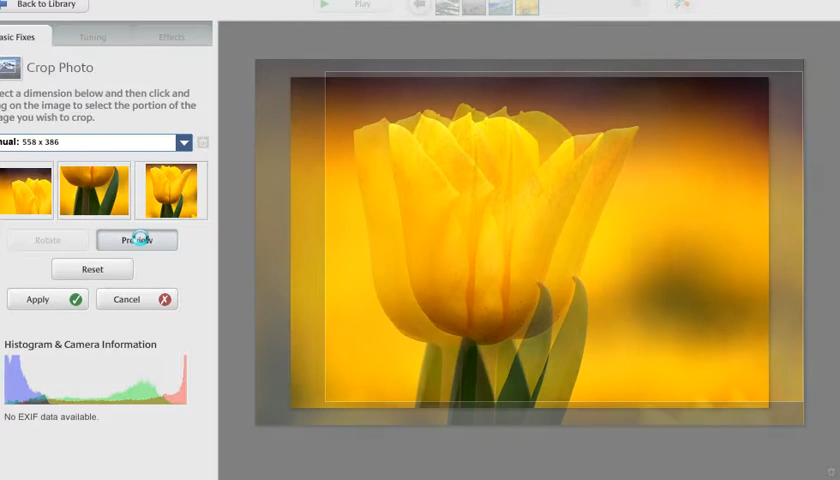 Back to Library
Play
asic Fixes
Tuning
Effects
Crop Photo
ect a dimension below and then click and
g on the image to select the portion of the
age you wish to crop.
nual: 558 x 386
Rotate
Preview
Reset
Apply
Cancel
Histogram & Camera Information
No EXIF data available.